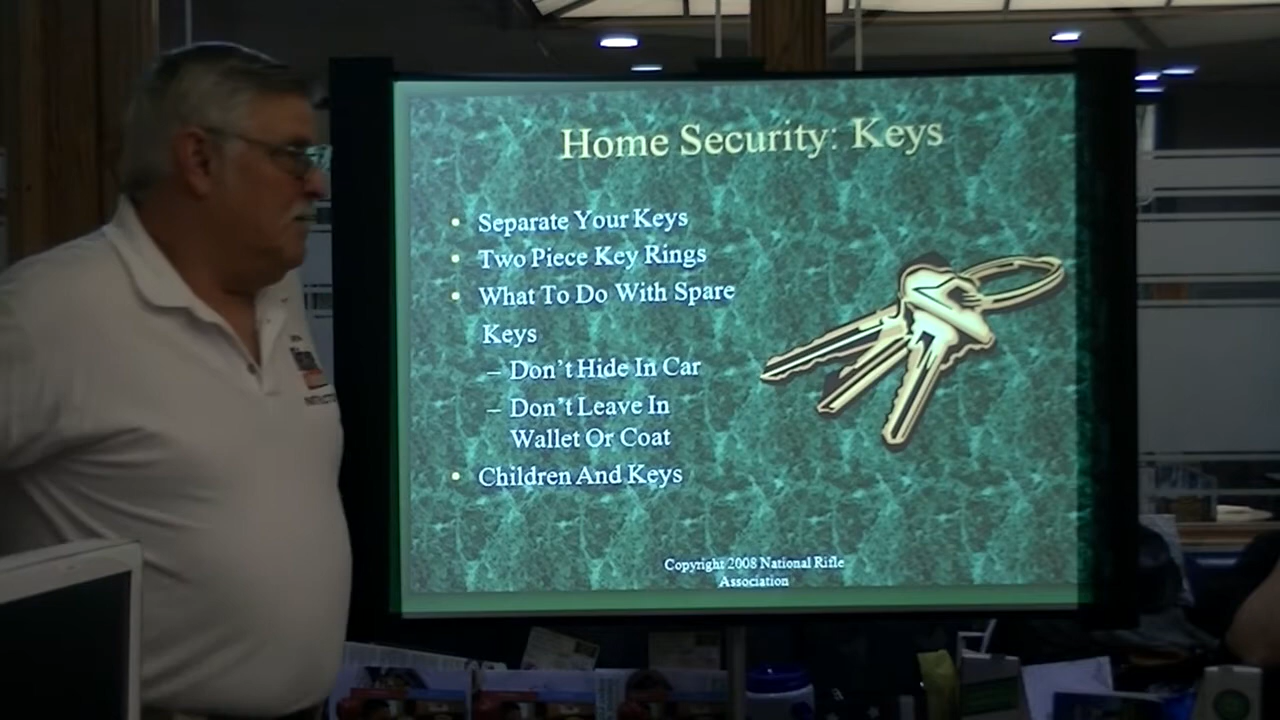 Home Security: Keys
• Separate Your Keys
• Two Piece Key Rings
• What To Do With Spare
Keys
– Don't Hide In Car
– Don't Leave In
Wallet Or Coat
• Children And Keys
Copyright 2008 National Rifle
Association